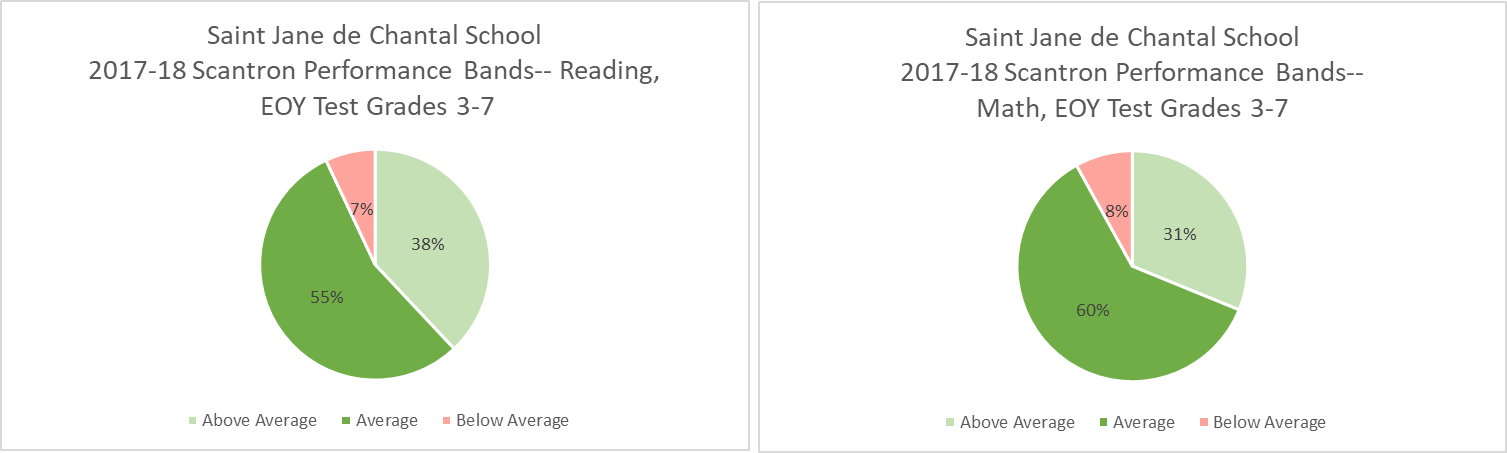 Saint Jane de Chantal School
2017-18 Scantron Performance Bands-- Reading,
EOY Test Grades 3-7
7%
38%
55%
Above Average Average Below Average
Saint Jane de Chantal School
2017-18 Scantron Performance Bands--
Math, EOY Test Grades 3-7
8%
31%
60%
Above Average Average Below Average